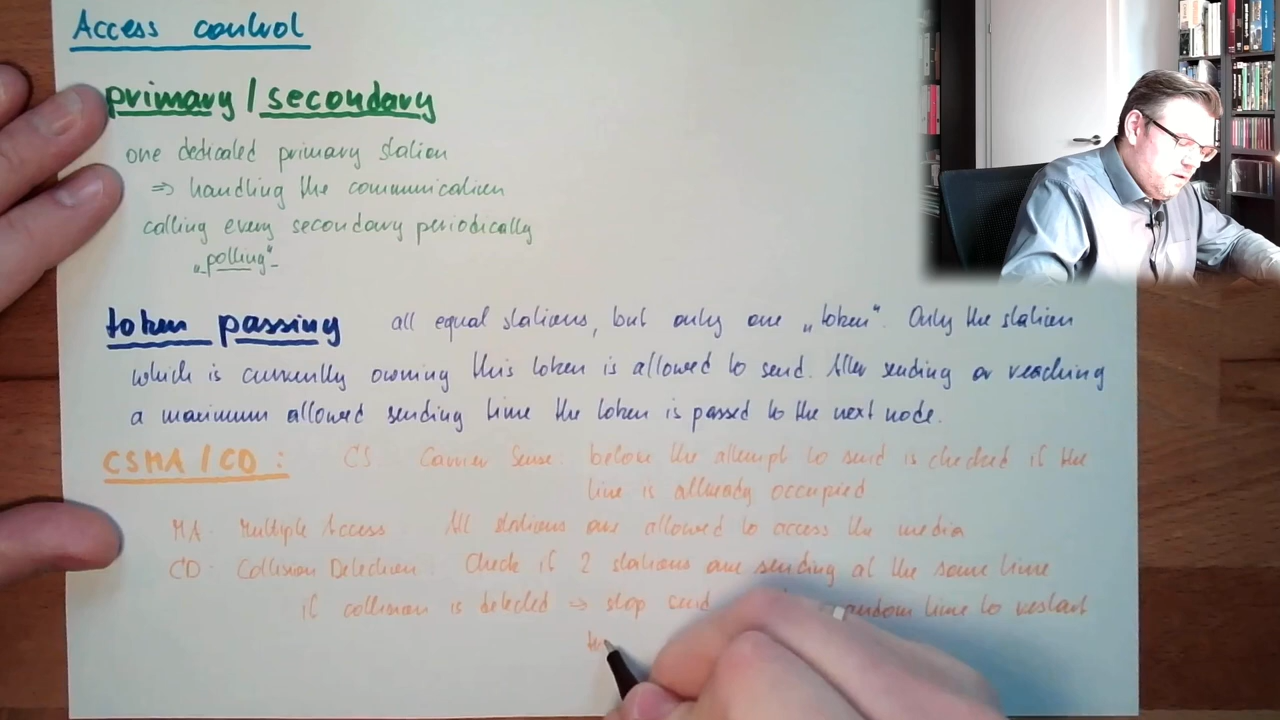 Access control
primary / secondary
one dedicated primary station
⇒ handling the communication
calling every secondary periodically
„polling"
token passing all equal stations, but only one „token". Only the station
which is currently owning this token is allowed to send. After sending or reaching
a maximum allowed sending time the token is passed to the next node.
CSMA / CD : CS Carrier Sense: before the attempt to send is checked if the
line is allready occupied
MA: Multiple Access All stations are allowed to access the media
CD: Collision Detection Check if 2 stations are sending at the same time
if collision is detected ⇒ stop send random time to restart